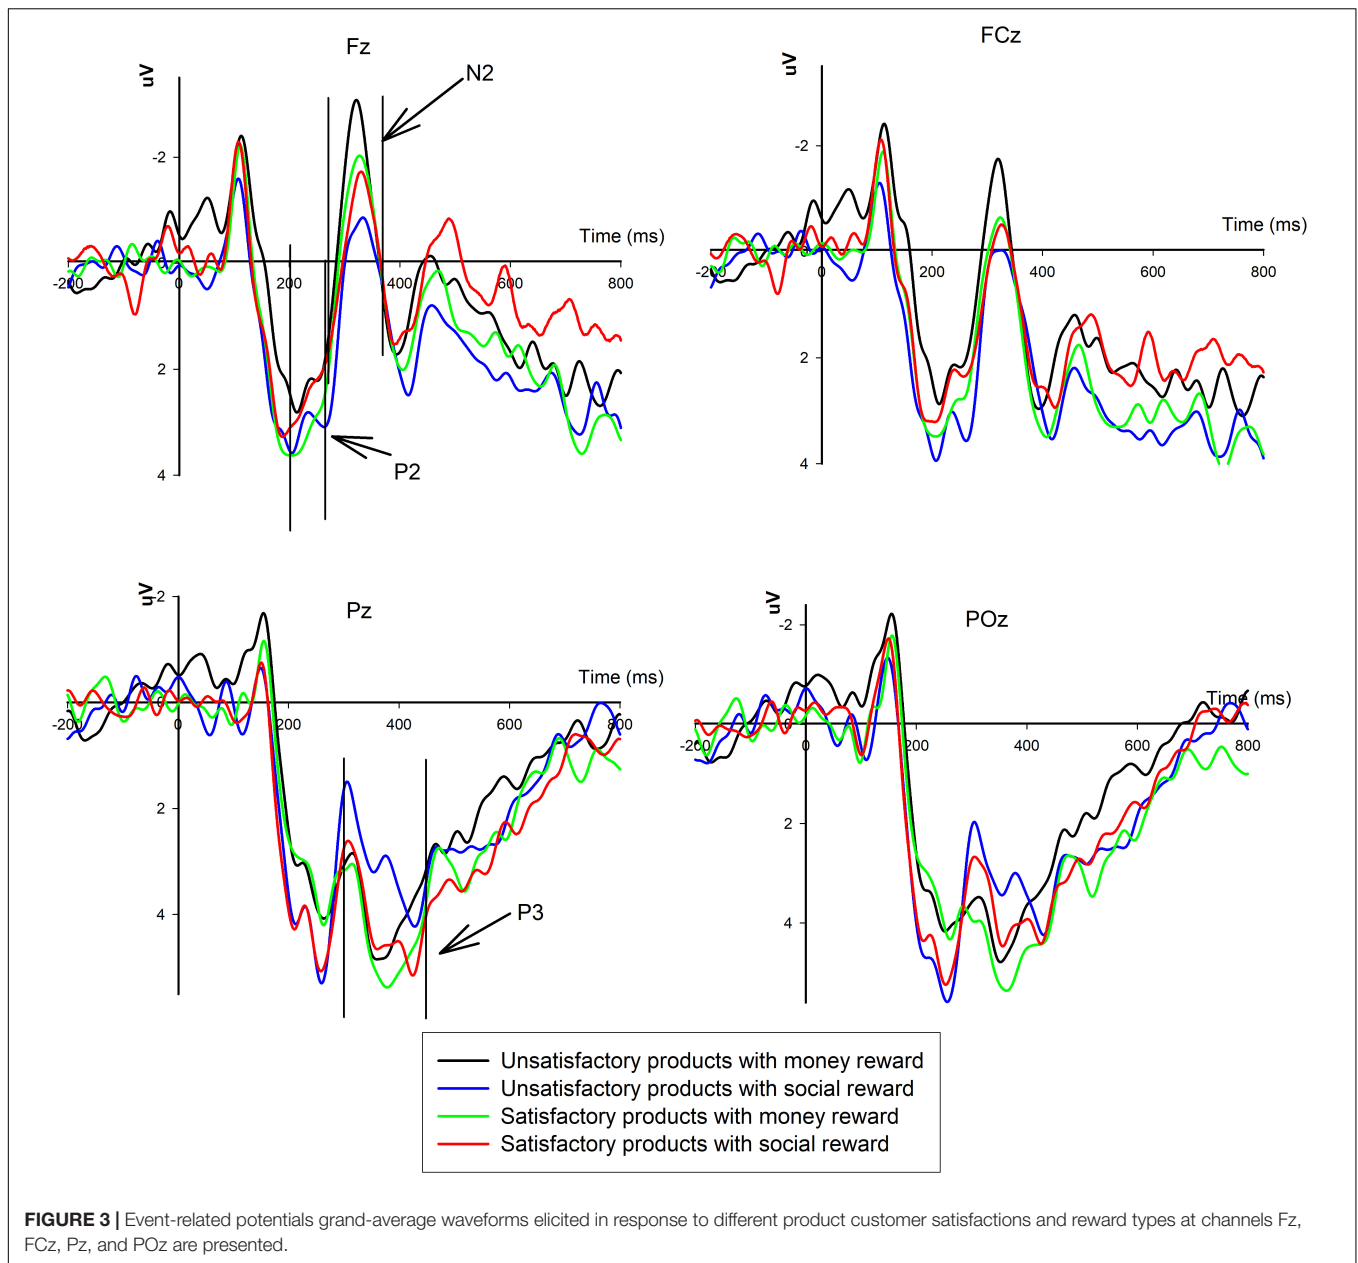 Fz
uV
N2
-2
Time (ms)
-200 0 200 400 600 800
2
P2
4
FCz
uV
-2
Time (ms)
-200 0 200 400 600 800
2
4
Pz
uV
-2
Time (ms)
0
-200 0 200 400 600 800
2
4
P3
POz
uV
-2
Time (ms)
0
-200 0 200 400 600 800
2
4
Unsatisfactory products with money reward
Unsatisfactory products with social reward
Satisfactory products with money reward
Satisfactory products with social reward
FIGURE 3 | Event-related potentials grand-average waveforms elicited in response to different product customer satisfactions and reward types at channels Fz,
FCz, Pz, and POz are presented.